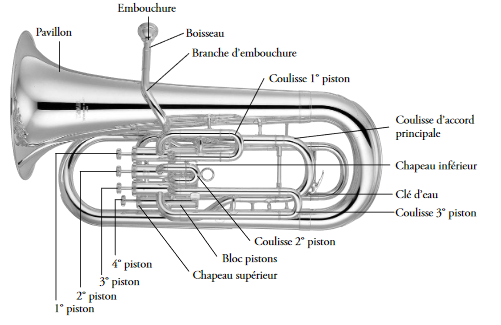 Embouchure
Boisseau
Pavillon
Branche d'embouchure
Coulisse 1° piston
Coulisse d'accord
principale
Chapeau inférieur
Clé d'eau
Coulisse 3° piston
Coulisse 2° piston
Bloc pistons
Chapeau supérieur
4° piston
3° piston
2° piston
1° piston